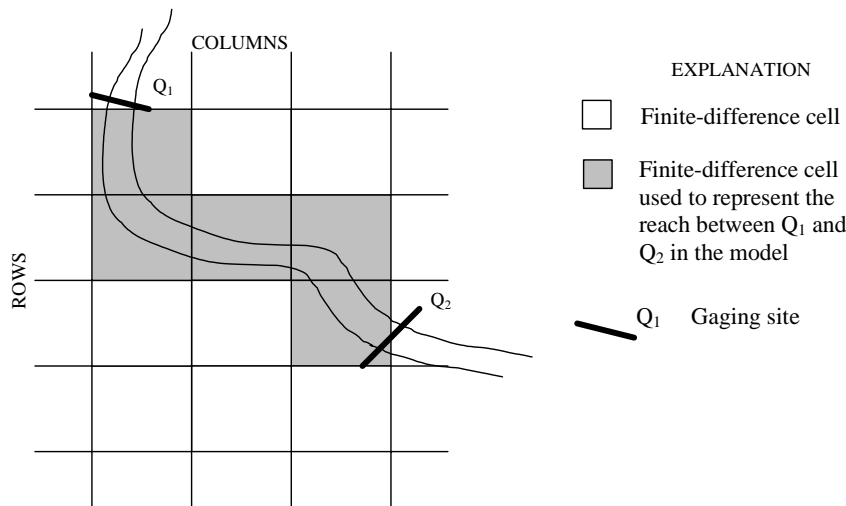 COLUMNS
Q₁
ROWS
Q₂
EXPLANATION
Finite-difference cell
Finite-difference cell
used to represent the
reach between Q₁ and
Q₂ in the model
Q₁ Gaging site